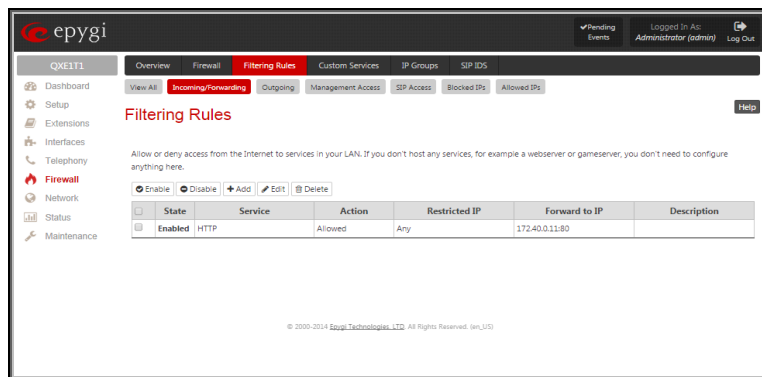 epygi
Pending Events
Logged In As:
Administrator (admin)
Log Out
QXE1T1
Overview Firewall Filtering Rules Custom Services IP Groups SIP IDS
Dashboard
Setup
Extensions
Interfaces
Telephony
Firewall
Network
Status
Maintenance
View All Incoming/Forwarding Outgoing Management Access SIP Access Blocked IPs Allowed IPs
Help
Filtering Rules
Allow or deny access from the Internet to services in your LAN. If you don't host any services, for example a webserver or gameserver, you don't need to configure
anything here.
Enable Disable Add Edit Delete
State Service Action Restricted IP Forward to IP Description
Enabled HTTP Allowed Any 172.40.0.11:80
© 2000-2014 Epygi Technologies, LTD. All Rights Reserved. (en_US)